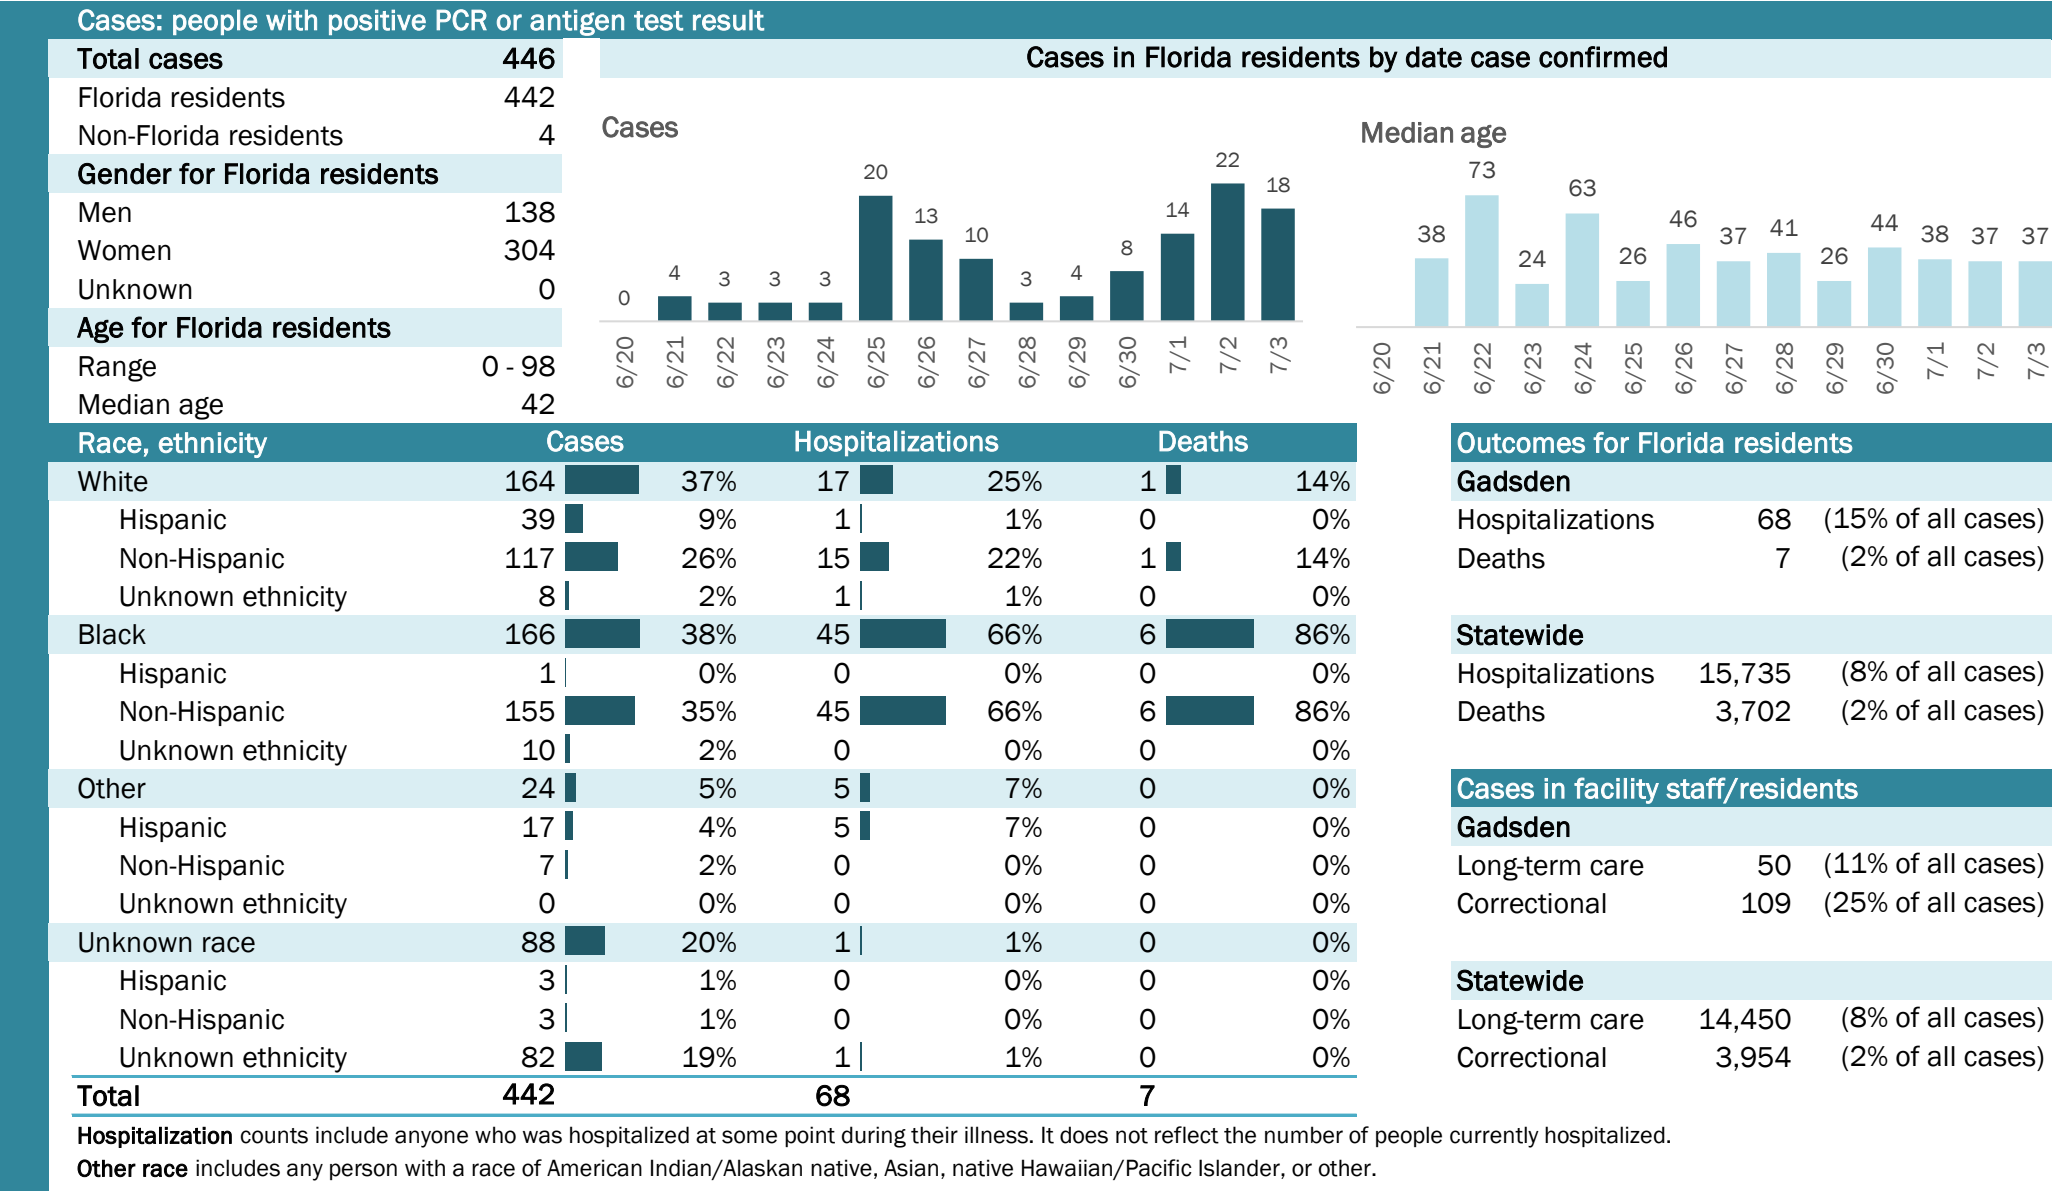 Cases: people with positive PCR or antigen test result
Total cases 446
Florida residents 442
Non-Florida residents 4
Gender for Florida residents
Men 138
Women 304
Unknown 0
Age for Florida residents
Range 0 - 98
Median age 42
Cases in Florida residents by date case confirmed
Cases
0 4 3 3 3 20 13 10 3 4 8 14 22 18
6/20 6/21 6/22 6/23 6/24 6/25 6/26 6/27 6/28 6/29 6/30 7/1 7/2 7/3
Median age
38 73 24 63 26 46 37 41 26 44 38 37 37
6/20 6/21 6/22 6/23 6/24 6/25 6/26 6/27 6/28 6/29 6/30 7/1 7/2 7/3
Race, ethnicity Cases Hospitalizations Deaths
White 164 37% 17 25% 1 14%
Hispanic 39 9% 1 1% 0 0%
Non-Hispanic 117 26% 15 22% 1 14%
Unknown ethnicity 8 2% 1 1% 0 0%
Black 166 38% 45 66% 6 86%
Hispanic 1 0% 0 0% 0 0%
Non-Hispanic 155 35% 45 66% 6 86%
Unknown ethnicity 10 2% 0 0% 0 0%
Other 24 5% 5 7% 0 0%
Hispanic 17 4% 5 7% 0 0%
Non-Hispanic 7 2% 0 0% 0 0%
Unknown ethnicity 0 0% 0 0% 0 0%
Unknown race 88 20% 1 1% 0 0%
Hispanic 3 1% 0 0% 0 0%
Non-Hispanic 3 1% 0 0% 0 0%
Unknown ethnicity 82 19% 1 1% 0 0%
Total 442 68 7
Outcomes for Florida residents
Gadsden
Hospitalizations 68 (15% of all cases)
Deaths 7 (2% of all cases)
Statewide
Hospitalizations 15,735 (8% of all cases)
Deaths 3,702 (2% of all cases)
Cases in facility staff/residents
Gadsden
Long-term care 50 (11% of all cases)
Correctional 109 (25% of all cases)
Statewide
Long-term care 14,450 (8% of all cases)
Correctional 3,954 (2% of all cases)
Hospitalization counts include anyone who was hospitalized at some point during their illness. It does not reflect the number of people currently hospitalized.
Other race includes any person with a race of American Indian/Alaskan native, Asian, native Hawaiian/Pacific Islander, or other.